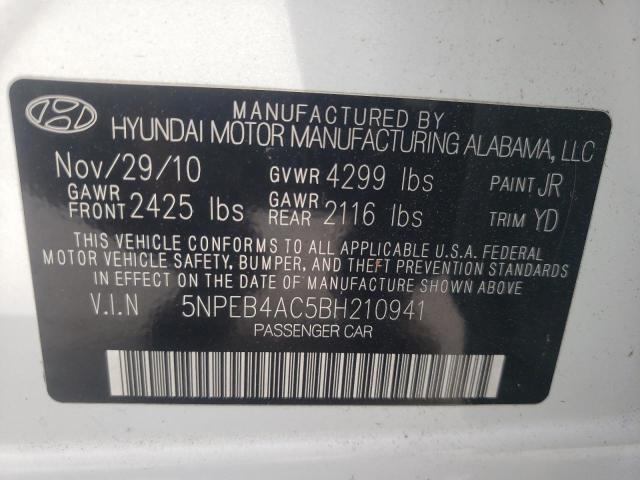 MANUFACTURED BY
HYUNDAI MOTOR MANUFACTURING ALABAMA, LLC
Nov/29/10 GVWR 4299 lbs PAINT JR
GAWR FRONT 2425 lbs GAWR REAR 2116 lbs TRIM YD
THIS VEHICLE CONFORMS TO ALL APPLICABLE U.S.A. FEDERAL
MOTOR VEHICLE SAFETY, BUMPER, AND THEFT PREVENTION STANDARDS
IN EFFECT ON THE DATE OF MANUFACTURE SHOWN ABOVE.
V.I.N 5NPEB4AC5BH210941
PASSENGER CAR